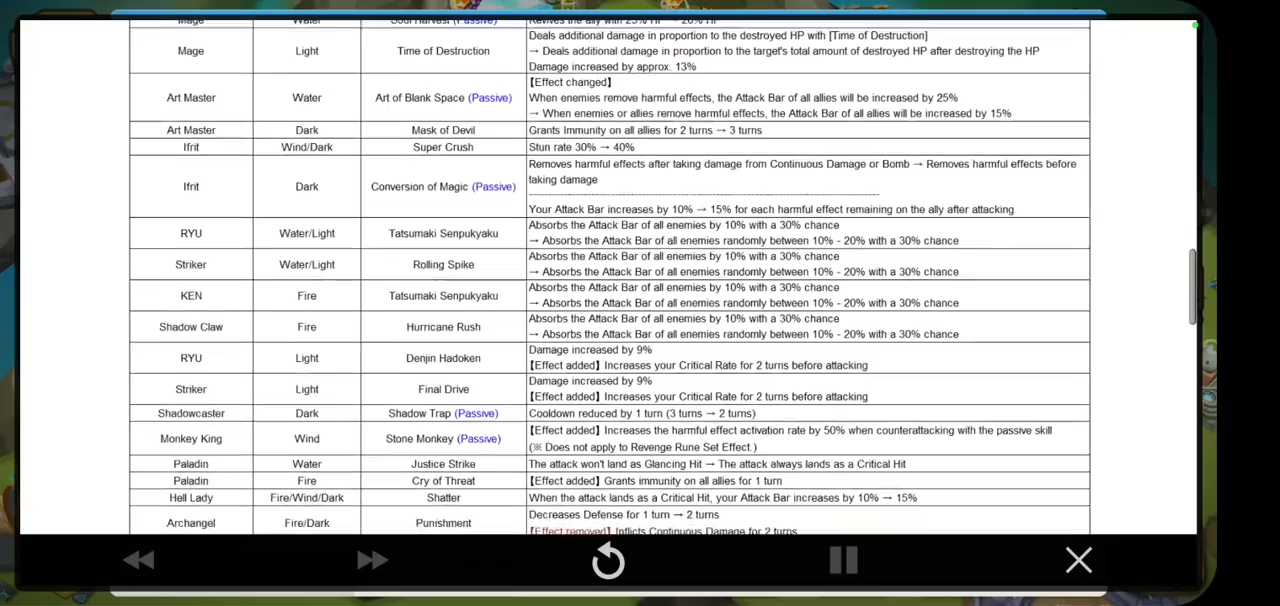 Mage Water Soul Harvest (Passive) Revives the ally with 25% HP → 20% HP
Mage Light Time of Destruction Deals additional damage in proportion to the destroyed HP with [Time of Destruction]
→ Deals additional damage in proportion to the target's total amount of destroyed HP after destroying the HP
Damage increased by approx. 13%
Art Master Water Art of Blank Space (Passive) 【Effect changed】
When enemies remove harmful effects, the Attack Bar of all allies will be increased by 25%
→ When enemies or allies remove harmful effects, the Attack Bar of all allies will be increased by 15%
Art Master Dark Mask of Devil Grants Immunity on all allies for 2 turns → 3 turns
Ifrit Wind/Dark Super Crush Stun rate 30% → 40%
Ifrit Dark Conversion of Magic (Passive) Removes harmful effects after taking damage from Continuous Damage or Bomb → Removes harmful effects before
taking damage
Your Attack Bar increases by 10% → 15% for each harmful effect remaining on the ally after attacking
RYU Water/Light Tatsumaki Senpukyaku Absorbs the Attack Bar of all enemies by 10% with a 30% chance
→ Absorbs the Attack Bar of all enemies randomly between 10% - 20% with a 30% chance
Striker Water/Light Rolling Spike Absorbs the Attack Bar of all enemies by 10% with a 30% chance
→ Absorbs the Attack Bar of all enemies randomly between 10% - 20% with a 30% chance
KEN Fire Tatsumaki Senpukyaku Absorbs the Attack Bar of all enemies by 10% with a 30% chance
→ Absorbs the Attack Bar of all enemies randomly between 10% - 20% with a 30% chance
Shadow Claw Fire Hurricane Rush Absorbs the Attack Bar of all enemies by 10% with a 30% chance
→ Absorbs the Attack Bar of all enemies randomly between 10% - 20% with a 30% chance
RYU Light Denjin Hadoken Damage increased by 9%
【Effect added】 Increases your Critical Rate for 2 turns before attacking
Striker Light Final Drive Damage increased by 9%
【Effect added】 Increases your Critical Rate for 2 turns before attacking
Shadowcaster Dark Shadow Trap (Passive) Cooldown reduced by 1 turn (3 turns → 2 turns)
Monkey King Wind Stone Monkey (Passive) 【Effect added】 Increases the harmful effect activation rate by 50% when counterattacking with the passive skill
(※ Does not apply to Revenge Rune Set Effect.)
Paladin Water Justice Strike The attack won't land as Glancing Hit → The attack always lands as a Critical Hit
Paladin Fire Cry of Threat 【Effect added】 Grants immunity on all allies for 1 turn
Hell Lady Fire/Wind/Dark Shatter When the attack lands as a Critical Hit, your Attack Bar increases by 10% → 15%
Archangel Fire/Dark Punishment Decreases Defense for 1 turn → 2 turns
【Effect removed】 Inflicts Continuous Damage for 2 turns